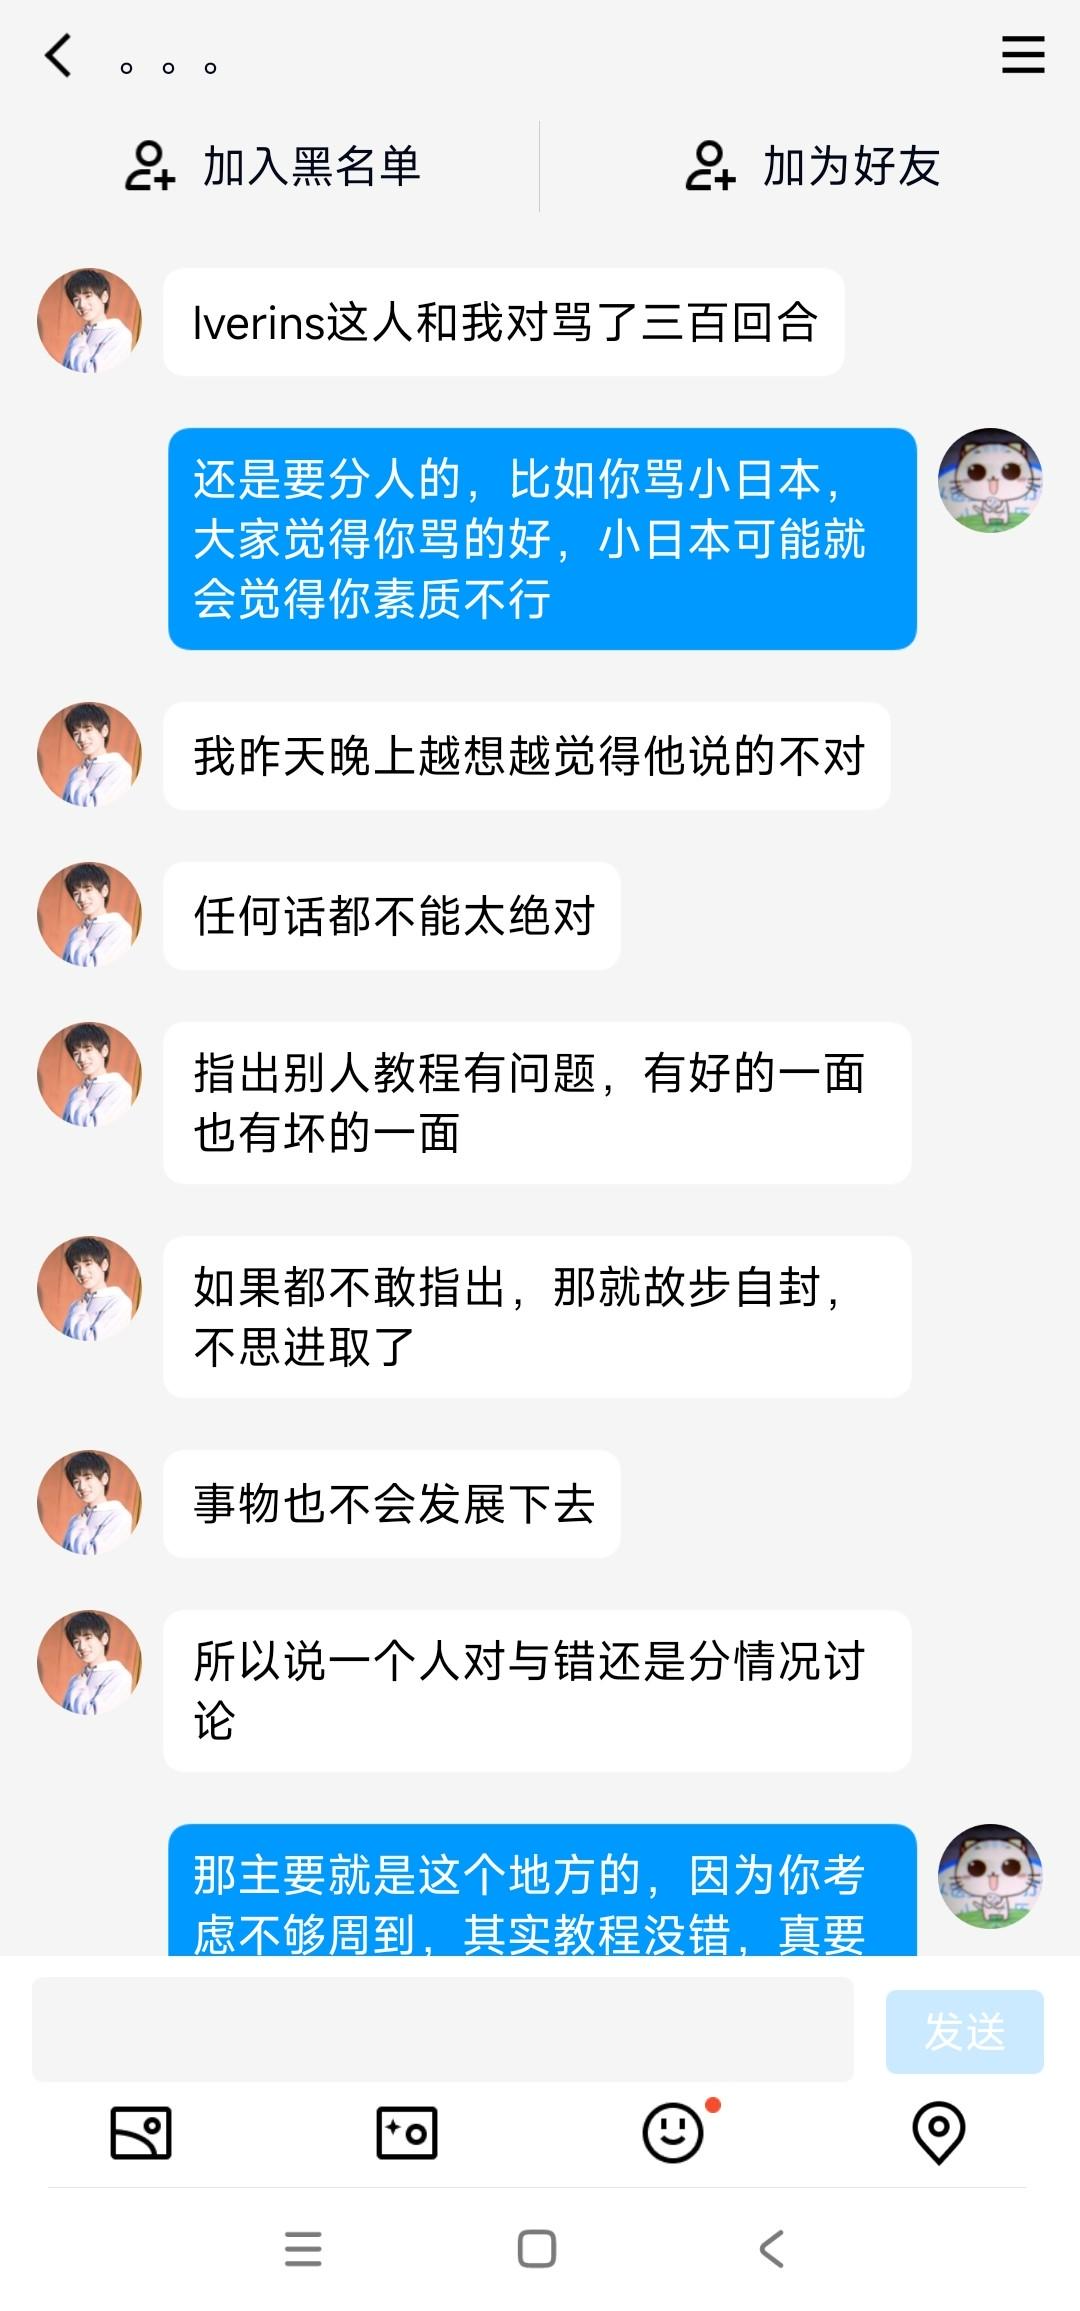 。。。
加入黑名单
加为好友
lverins这人和我对骂了三百回合
还是要分人的，比如你骂小日本，
大家觉得你骂的好，小日本可能就
会觉得你素质不行
我昨天晚上越想越觉得他说的不对
任何话都不能太绝对
指出别人教程有问题，有好的一面
也有坏的一面
如果都不敢指出，那就故步自封，
不思进取了
事物也不会发展下去
所以说一个人对与错还是分情况讨
论
那主要就是这个地方的，因为你考
虑不够周到，其实教程没错，真要
发送